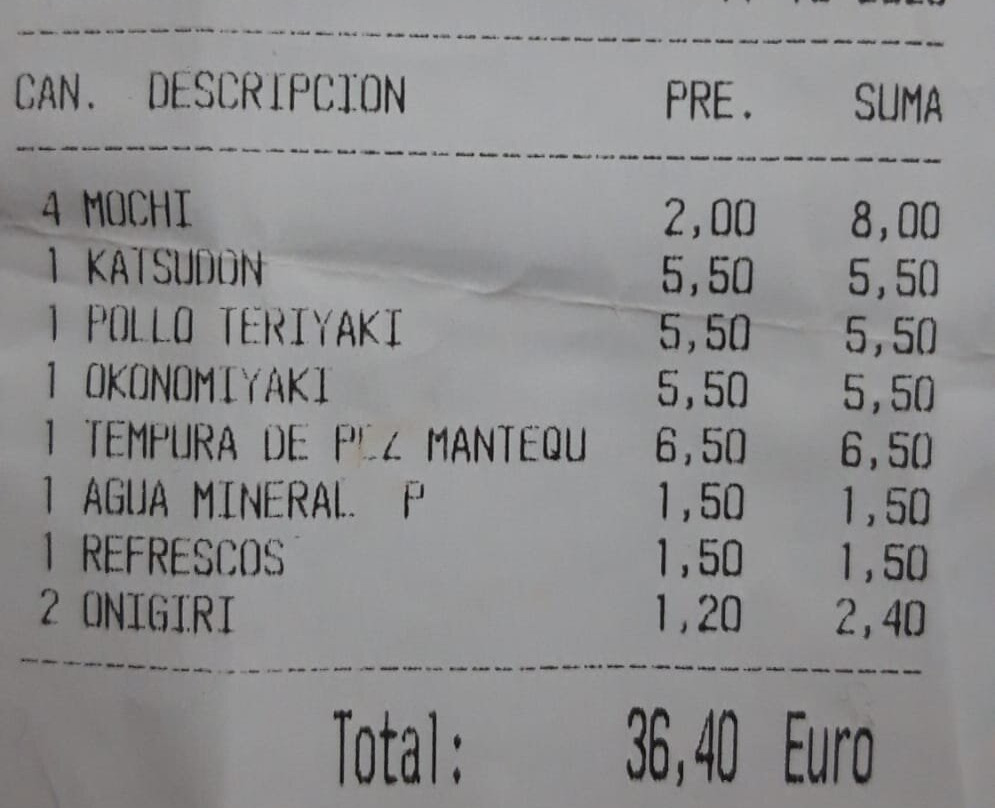 CAN. DESCRIPCION PRE. SUMA
4 MOCHI 2,00 8,00
1 KATSUDON 5,50 5,50
1 POLLO TERIYAKI 5,50 5,50
1 OKONOMIYAKI 5,50 5,50
1 TEMPURA DE PEZ MANTEQU 6,50 6,50
1 AGUA MINERAL P 1,50 1,50
1 REFRESCOS 1,50 1,50
2 ONIGIRI 1,20 2,40
Total: 36,40 Euro